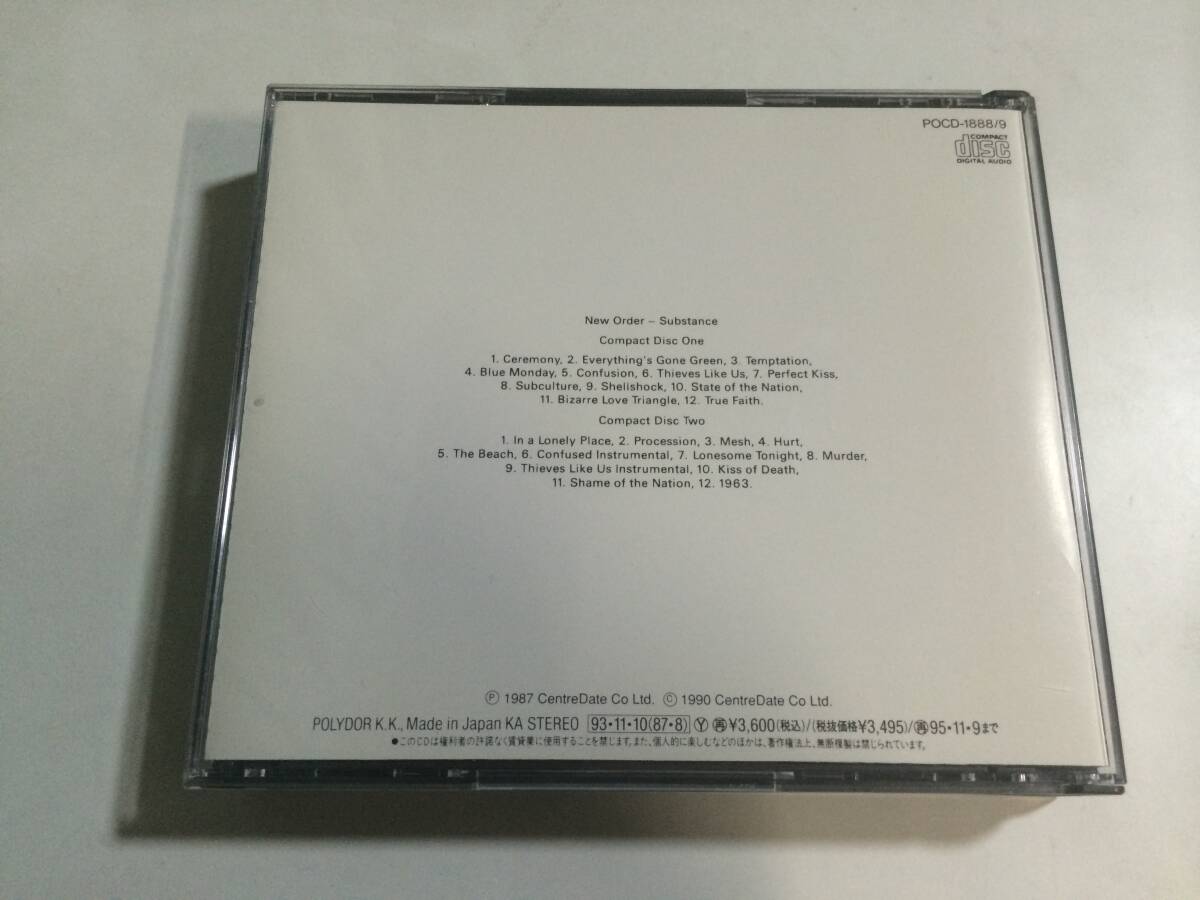 POCD-1888/9
COMPACT
disc
DIGITAL AUDIO
New Order – Substance
Compact Disc One
1. Ceremony, 2. Everything's Gone Green, 3. Temptation,
4. Blue Monday, 5. Confusion, 6. Thieves Like Us, 7. Perfect Kiss,
8. Subculture, 9. Shellshock, 10. State of the Nation,
11. Bizarre Love Triangle, 12. True Faith.
Compact Disc Two
1. In a Lonely Place, 2. Procession, 3. Mesh, 4. Hurt,
5. The Beach, 6. Confused Instrumental, 7. Lonesome Tonight, 8. Murder,
9. Thieves Like Us Instrumental, 10. Kiss of Death,
11. Shame of the Nation, 12. 1963.
Ⓟ 1987 CentreDate Co Ltd. © 1990 CentreDate Co Ltd.
POLYDOR K.K., Made in Japan KA STEREO 93・11・10(87・8) Ⓨ 再¥3,600(税込)/(税抜価格¥3,495)/再95・11・9まで
●このCDは権利者の許諾なく賃貸業に使用することを禁じます。また、個人的に楽しむなどのほかは、著作権法上、無断複製は禁じられています。